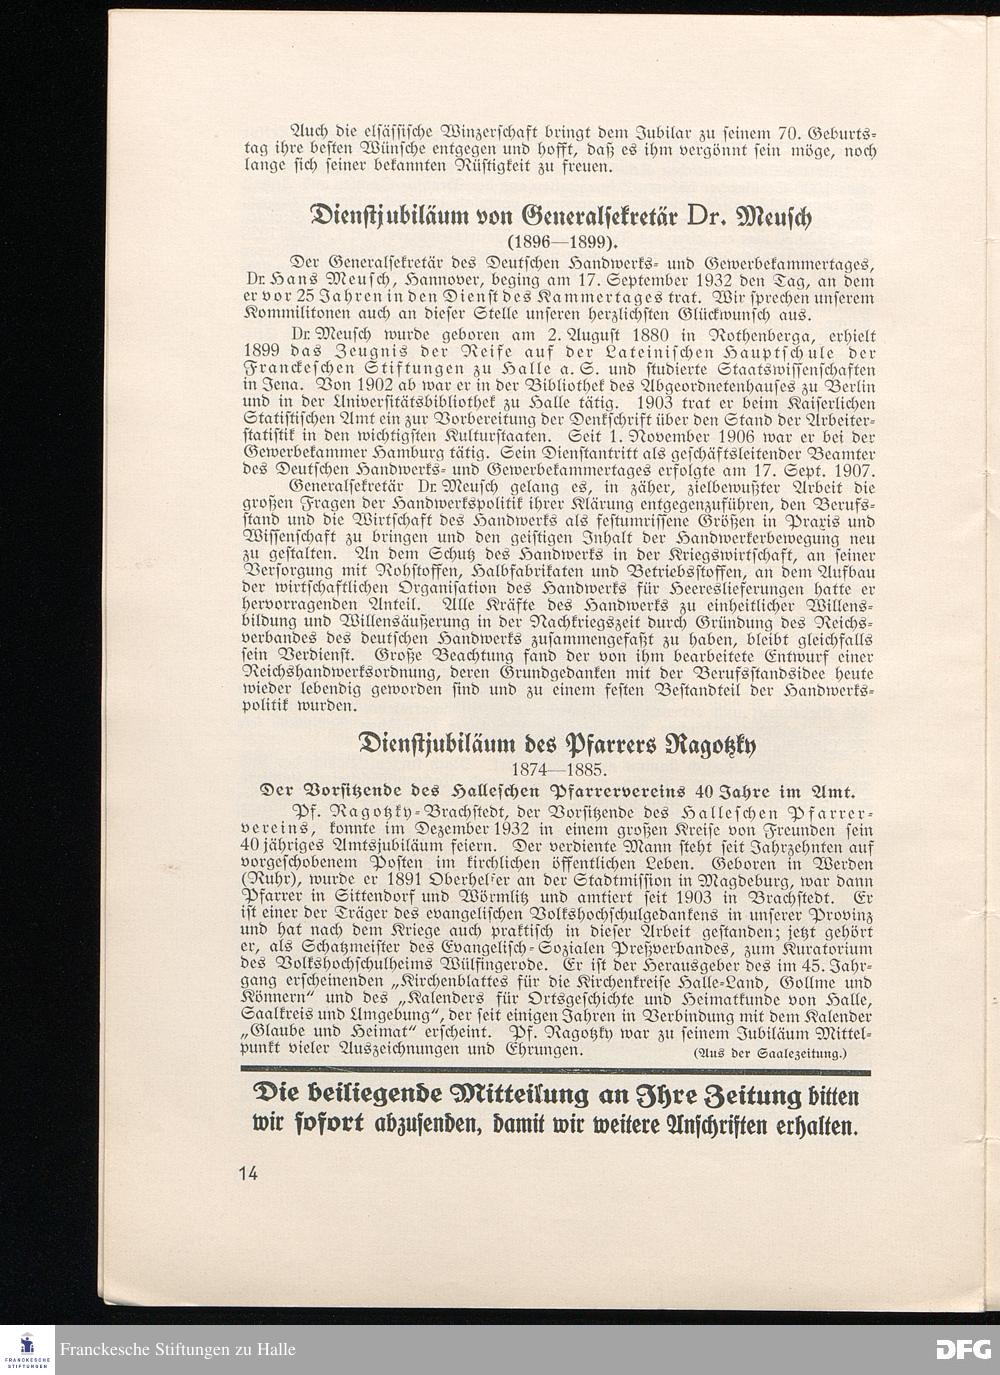 Auch die elsässische Winzerschaft bringt dem Jubilar zu seinem 70. Geburts-
tag ihre besten Wünsche entgegen und hofft, daß es ihm vergönnt sein möge, noch
lange sich seiner bekannten Rüstigkeit zu freuen.
Dienstjubiläum von Generalsekretär Dr. Meusch
(1896—1899).
Der Generalsekretär des Deutschen Handwerks- und Gewerbekammertages,
Dr. Hans Meusch, Hannover, beging am 17. September 1932 den Tag, an dem
er vor 25 Jahren in den Dienst des Kammertages trat. Wir sprechen unserem
Kommilitonen auch an dieser Stelle unseren herzlichsten Glückwunsch aus.
Dr. Meusch wurde geboren am 2. August 1880 in Rothenberga, erhielt
1899 das Zeugnis der Reife auf der Lateinischen Hauptschule der
Franckeschen Stiftungen zu Halle a. S. und studierte Staatswissenschaften
in Jena. Von 1902 ab war er in der Bibliothek des Abgeordnetenhauses zu Berlin
und in der Universitätsbibliothek zu Halle tätig. 1903 trat er beim Kaiserlichen
Statistischen Amt ein zur Vorbereitung der Denkschrift über den Stand der Arbeiter-
statistik in den wichtigsten Kulturstaaten. Seit 1. November 1906 war er bei der
Gewerbekammer Hamburg tätig. Sein Dienstantritt als geschäftsleitender Beamter
des Deutschen Handwerks- und Gewerbekammertages erfolgte am 17. Sept. 1907.
Generalsekretär Dr. Meusch gelang es, in zäher, zielbewußter Arbeit die
großen Fragen der Handwerkspolitik ihrer Klärung entgegenzuführen, den Berufs-
stand und die Wirtschaft des Handwerks als festumrissene Größen in Praxis und
Wissenschaft zu bringen und den geistigen Inhalt der Handwerkerbewegung neu
zu gestalten. An dem Schutz des Handwerks in der Kriegswirtschaft, an seiner
Versorgung mit Rohstoffen, Halbfabrikaten und Betriebsstoffen, an dem Aufbau
der wirtschaftlichen Organisation des Handwerks für Heereslieferungen hatte er
hervorragenden Anteil. Alle Kräfte des Handwerks zu einheitlicher Willens-
bildung und Willensäußerung in der Nachkriegszeit durch Gründung des Reichs-
verbandes des deutschen Handwerks zusammengefaßt zu haben, bleibt gleichfalls
sein Verdienst. Große Beachtung fand der von ihm bearbeitete Entwurf einer
Reichshandwerksordnung, deren Grundgedanken mit der Berufsstandsidee heute
wieder lebendig geworden sind und zu einem festen Bestandteil der Handwerks-
politik wurden.
Dienstjubiläum des Pfarrers Ragotzky
1874—1885.
Der Vorsitzende des Halleschen Pfarrervereins 40 Jahre im Amt.
Pf. Ragotzky-Brachstedt, der Vorsitzende des Halleschen Pfarrer-
vereins, konnte im Dezember 1932 in einem großen Kreise von Freunden sein
40 jähriges Amtsjubiläum feiern. Der verdiente Mann steht seit Jahrzehnten auf
vorgeschobenem Posten im kirchlichen öffentlichen Leben. Geboren in Werden
(Ruhr), wurde er 1891 Oberhelfer an der Stadtmission in Magdeburg, war dann
Pfarrer in Sittendorf und Wörmlitz und amtiert seit 1903 in Brachstedt. Er
ist einer der Träger des evangelischen Volkshochschulgedankens in unserer Provinz
und hat nach dem Kriege auch praktisch in dieser Arbeit gestanden; jetzt gehört
er, als Schatzmeister des Evangelisch-Sozialen Preßverbandes, zum Kuratorium
des Volkshochschulheims Wülfingerode. Er ist der Herausgeber des im 45. Jahr-
gang erscheinenden „Kirchenblattes für die Kirchenkreise Halle-Land, Gollme und
Könnern“ und des „Kalenders für Ortsgeschichte und Heimatkunde von Halle,
Saalkreis und Umgebung“, der seit einigen Jahren in Verbindung mit dem Kalender
„Glaube und Heimat“ erscheint. Pf. Ragotzky war zu seinem Jubiläum Mittel-
punkt vieler Auszeichnungen und Ehrungen. (Aus der Saalezeitung.)
Die beiliegende Mitteilung an Ihre Zeitung bitten
wir sofort abzusenden, damit wir weitere Anschriften erhalten.
14
FRANCKESCHE
STIFTUNGEN
Franckesche Stiftungen zu Halle
DFG